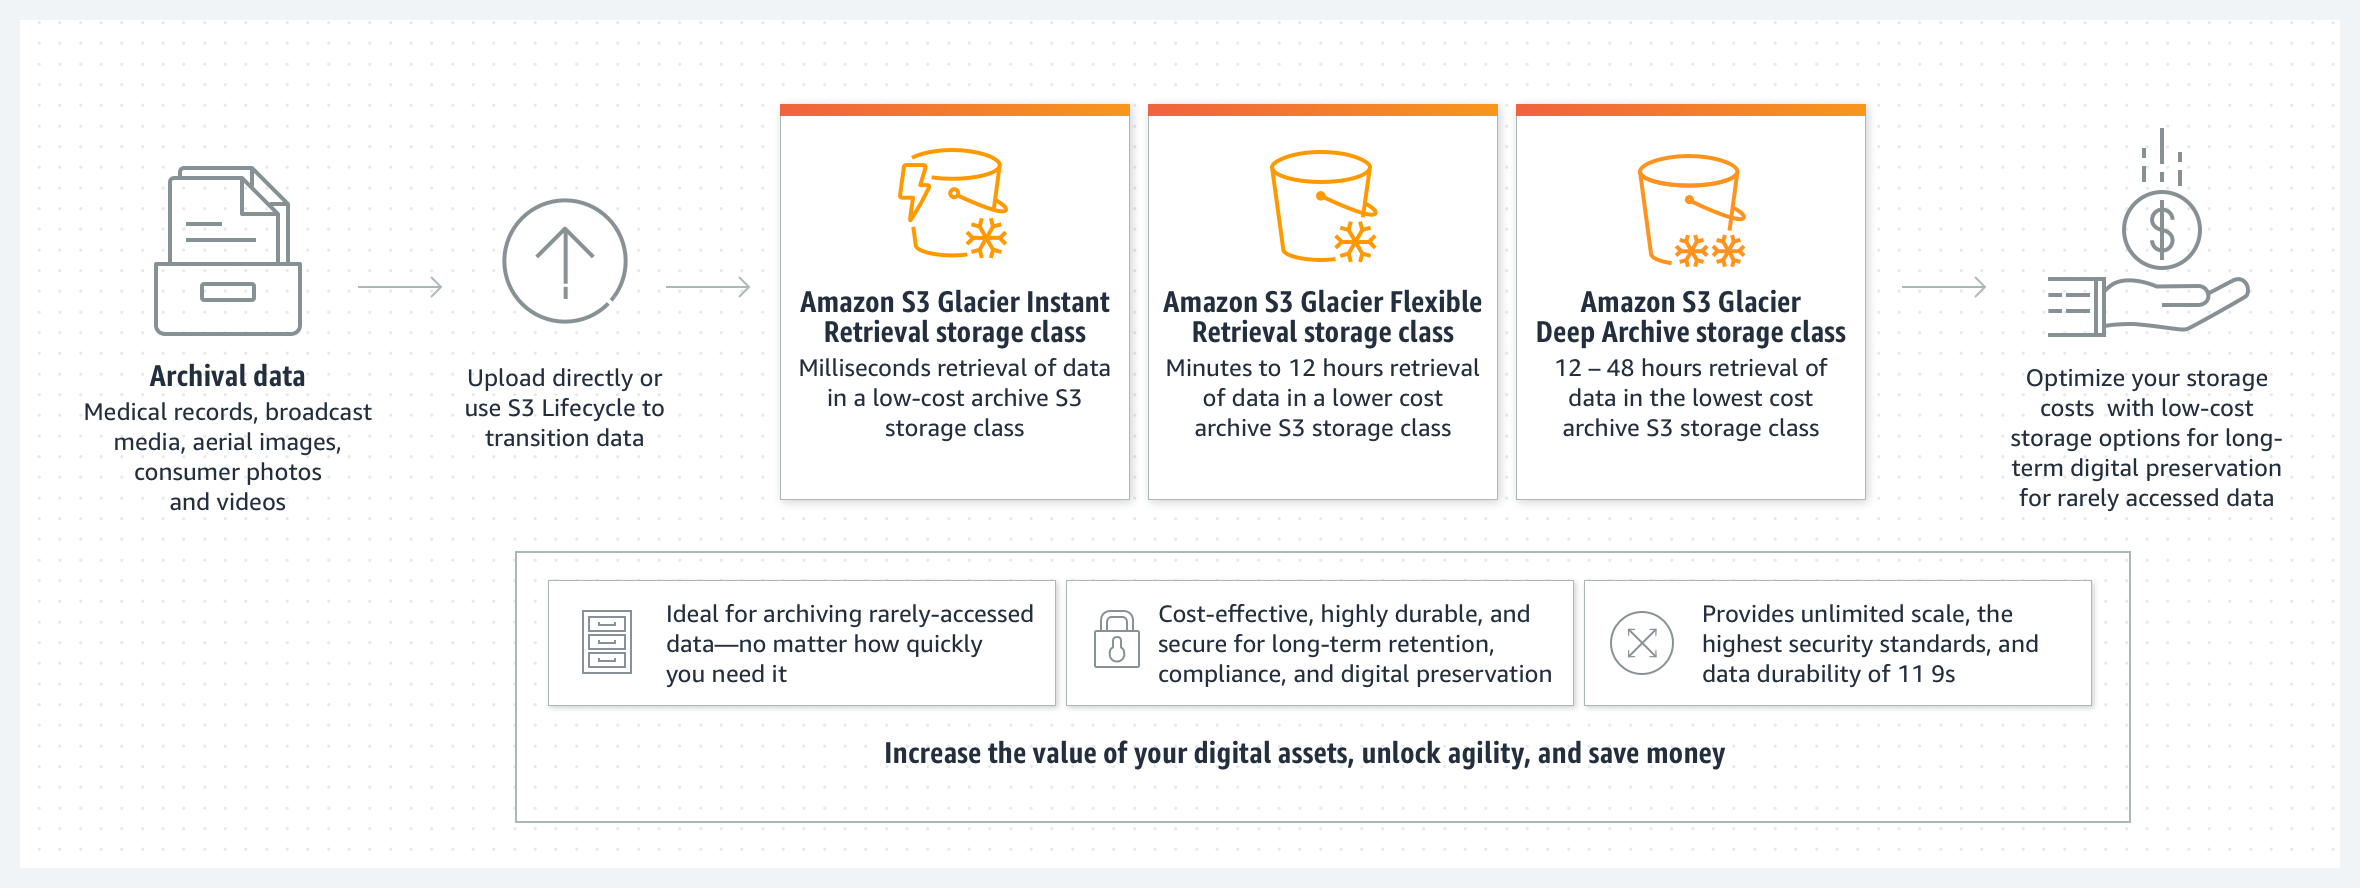 Archival data
Medical records, broadcast
media, aerial images,
consumer photos
and videos
Upload directly or
use S3 Lifecycle to
transition data
Amazon S3 Glacier Instant
Retrieval storage class
Milliseconds retrieval of data
in a low-cost archive S3
storage class
Amazon S3 Glacier Flexible
Retrieval storage class
Minutes to 12 hours retrieval
of data in a lower cost
archive S3 storage class
Amazon S3 Glacier
Deep Archive storage class
12 – 48 hours retrieval of
data in the lowest cost
archive S3 storage class
$
Optimize your storage
costs  with low-cost
storage options for long-
term digital preservation
for rarely accessed data
Ideal for archiving rarely-accessed
data—no matter how quickly
you need it
Cost-effective, highly durable, and
secure for long-term retention,
compliance, and digital preservation
Provides unlimited scale, the
highest security standards, and
data durability of 11 9s
Increase the value of your digital assets, unlock agility, and save money